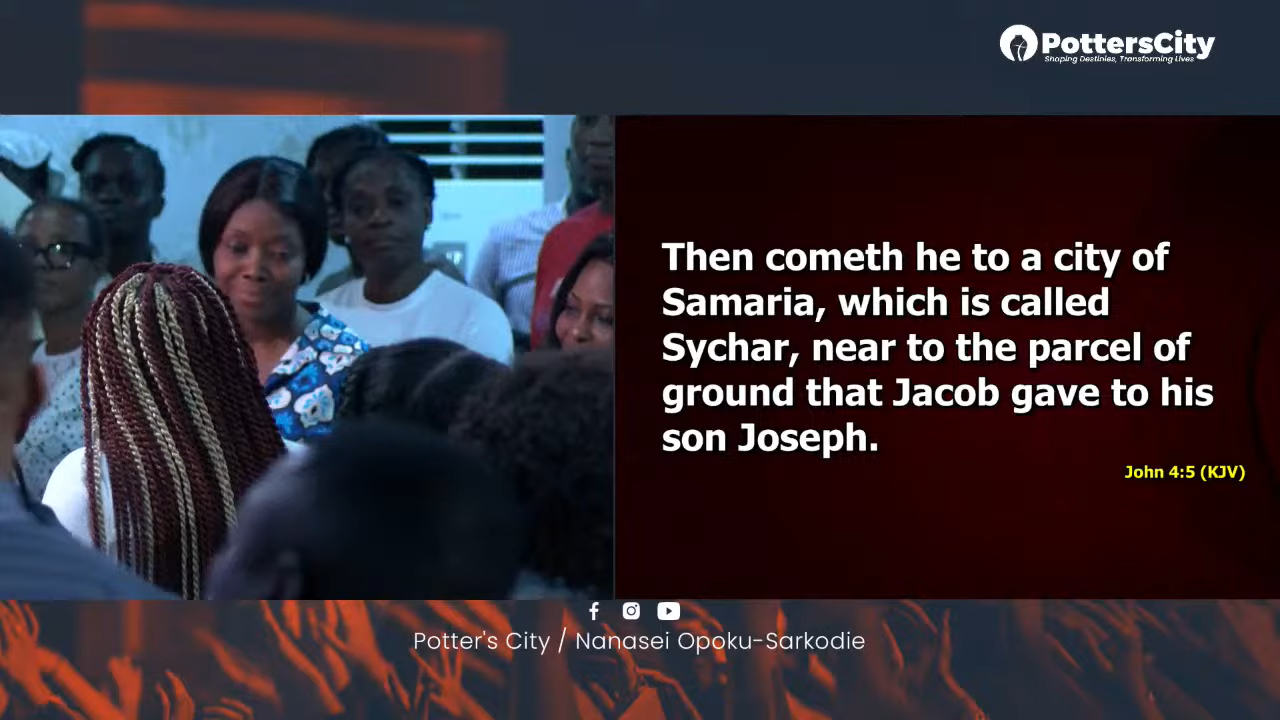 PottersCity
Shaping Destinies, Transforming Lives
Then cometh he to a city of
Samaria, which is called
Sychar, near to the parcel of
ground that Jacob gave to his
son Joseph.
John 4:5 (KJV)
Potter's City / Nanasei Opoku-Sarkodie